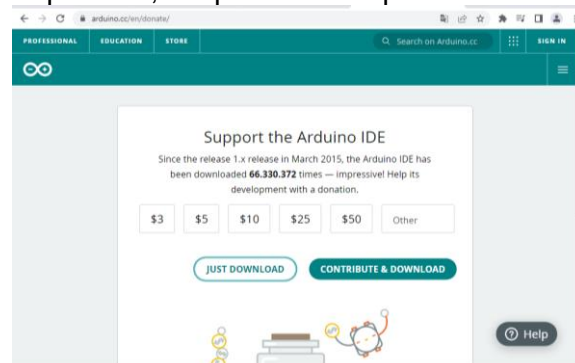 arduino.cc/en/donate/
PROFESSIONAL EDUCATION STORE Search on Arduino.cc SIGN IN
Support the Arduino IDE
Since the release 1.x release in March 2015, the Arduino IDE has
been downloaded 66.330.372 times — impressive! Help its
development with a donation.
$3 $5 $10 $25 $50 Other
JUST DOWNLOAD CONTRIBUTE & DOWNLOAD
Help